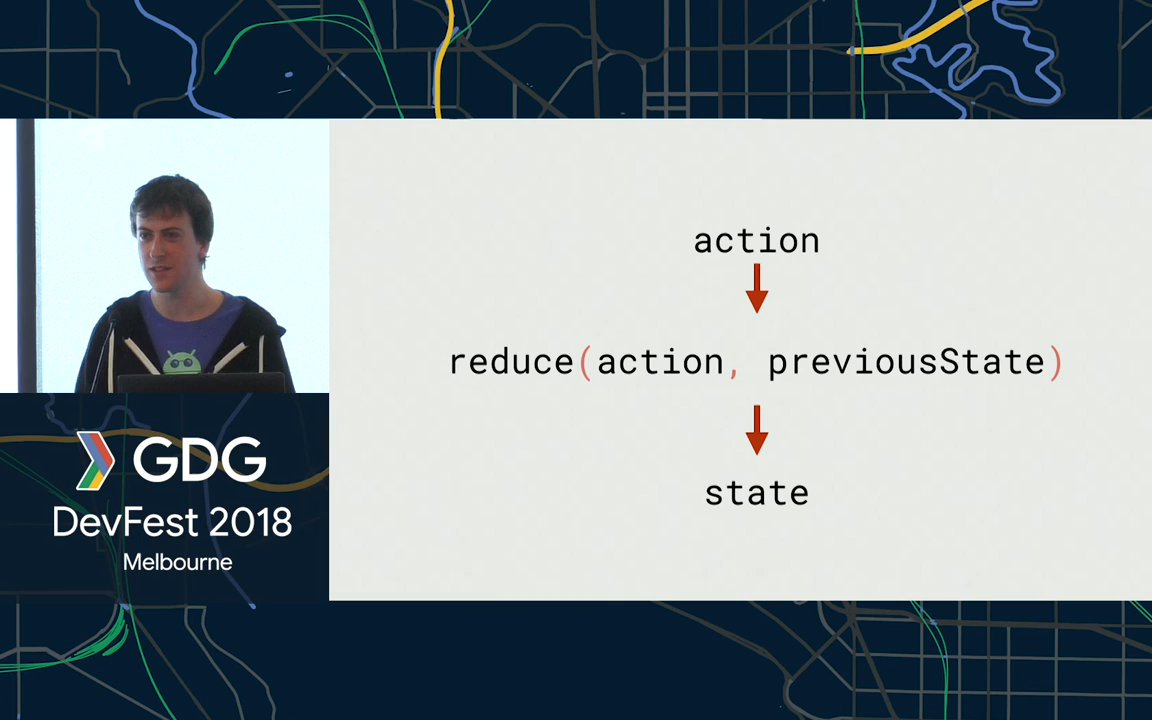 action
reduce(action, previousState)
state
GDG
DevFest 2018
Melbourne